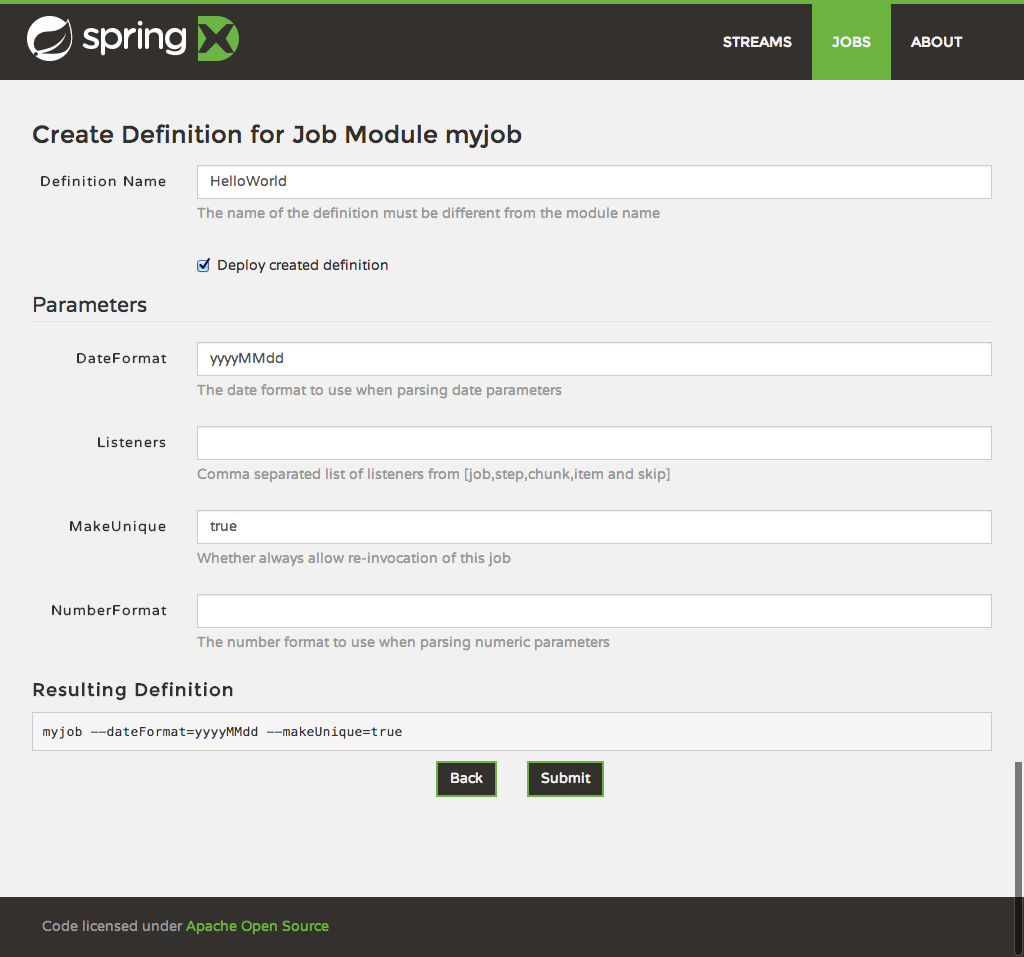 spring XD
STREAMS JOBS ABOUT
Create Definition for Job Module myjob
Definition Name HelloWorld
The name of the definition must be different from the module name
Deploy created definition
Parameters
DateFormat yyyyMMdd
The date format to use when parsing date parameters
Listeners
Comma separated list of listeners from [job,step,chunk,item and skip]
MakeUnique true
Whether always allow re-invocation of this job
NumberFormat
The number format to use when parsing numeric parameters
Resulting Definition
myjob --dateFormat=yyyyMMdd --makeUnique=true
Back Submit
Code licensed under Apache Open Source